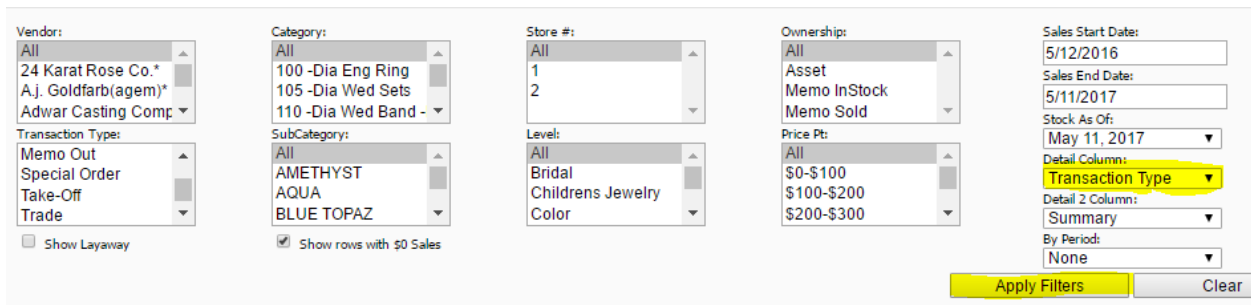 Vendor:
All
24 Karat Rose Co.*
A.j. Goldfarb(agem)*
Adwar Casting Comp
Transaction Type:
Memo Out
Special Order
Take-Off
Trade
Show Layaway
Category:
All
100 -Dia Eng Ring
105 -Dia Wed Sets
110 -Dia Wed Band -
SubCategory:
All
AMETHYST
AQUA
BLUE TOPAZ
Show rows with $0 Sales
Store #:
All
1
2
Level:
All
Bridal
Childrens Jewelry
Color
Ownership:
All
Asset
Memo InStock
Memo Sold
Price Pt:
All
$0-$100
$100-$200
$200-$300
Sales Start Date:
5/12/2016
Sales End Date:
5/11/2017
Stock As Of:
May 11, 2017
Detail Column:
Transaction Type
Detail 2 Column:
Summary
By Period:
None
Apply Filters
Clear